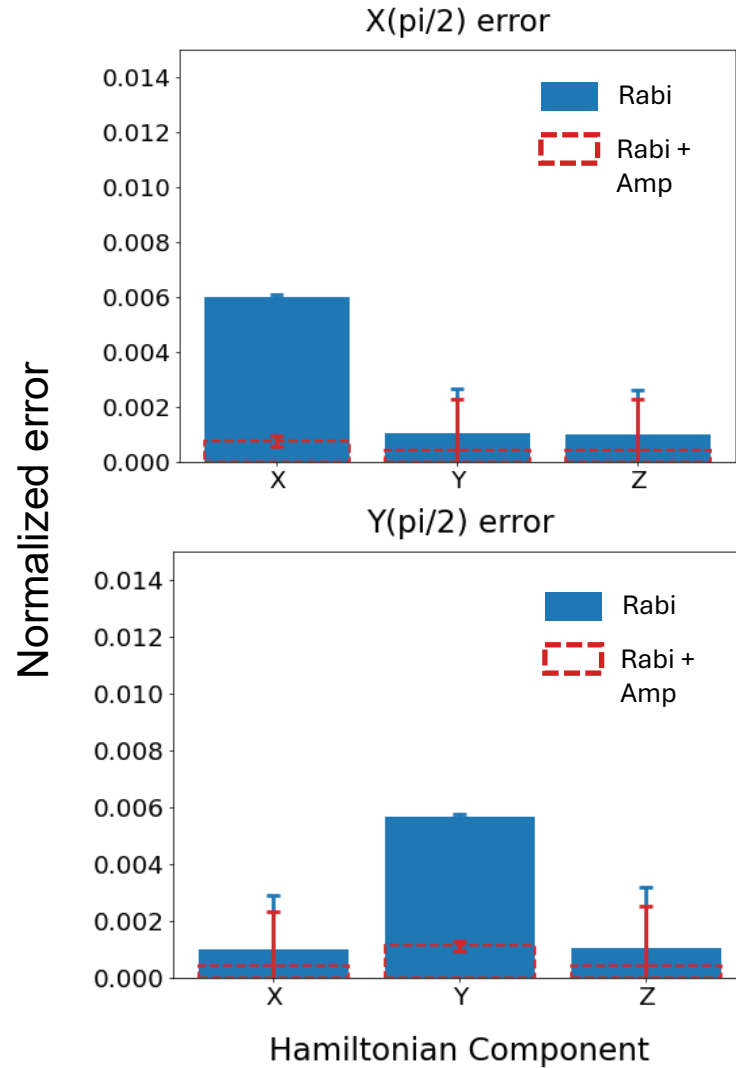 X(pi/2) error
0.014
0.012
0.010
0.008
0.006
0.004
0.002
0.000
Rabi
Rabi +
Amp
X
Y
Z
Normalized error
Y(pi/2) error
0.014
0.012
0.010
0.008
0.006
0.004
0.002
0.000
Rabi
Rabi +
Amp
X
Y
Z
Hamiltonian Component